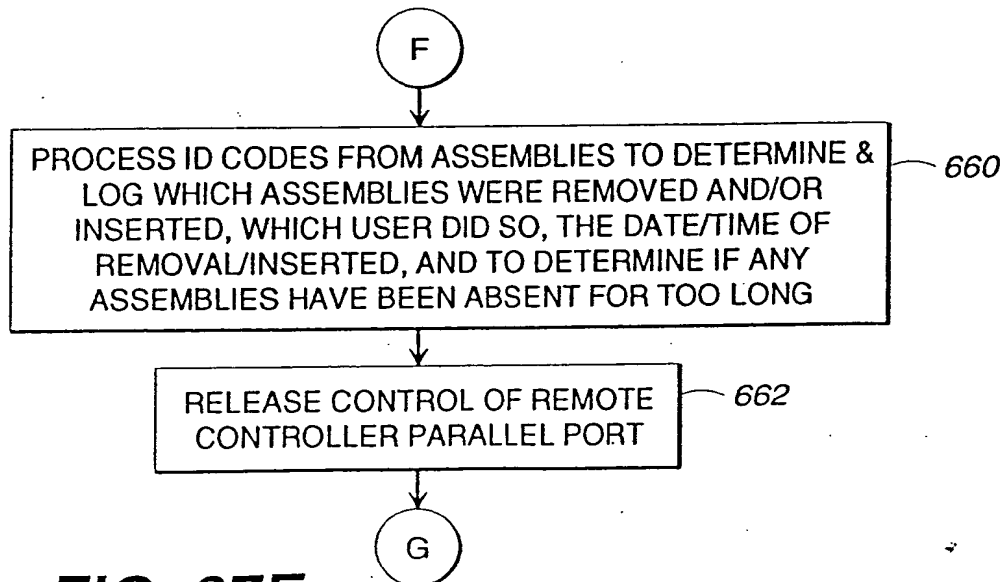 F
PROCESS ID CODES FROM ASSEMBLIES TO DETERMINE &
LOG WHICH ASSEMBLIES WERE REMOVED AND/OR
INSERTED, WHICH USER DID SO, THE DATE/TIME OF
REMOVAL/INSERTED, AND TO DETERMINE IF ANY
ASSEMBLIES HAVE BEEN ABSENT FOR TOO LONG
660
RELEASE CONTROL OF REMOTE
CONTROLLER PARALLEL PORT
662
G